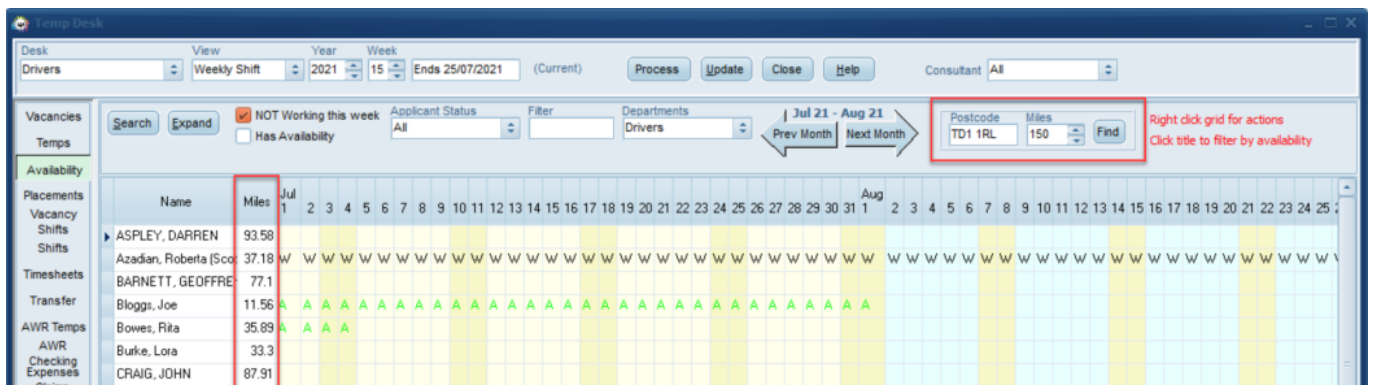 Temp Desk
Desk View Year Week
Drivers Weekly Shift 2021 15 Ends 25/07/2021 (Current) Process Update Close Help Consultant All
Vacancies
Temps
Availability
Placements
Vacancy
Shifts
Shifts
Timesheets
Transfer
AWR Temps
AWR
Checking
Expenses
Search Expand
NOT Working this week
Has Availability
Applicant Status
All
Filter
Departments
Drivers
Jul 21 - Aug 21
Prev Month Next Month
Postcode Miles
TD1 1RL 150 Find
Right click grid for actions
Click title to filter by availability
Jul Aug
Name Miles 1 2 3 4 5 6 7 8 9 10 11 12 13 14 15 16 17 18 19 20 21 22 23 24 25 26 27 28 29 30 31 1 2 3 4 5 6 7 8 9 10 11 12 13 14 15 16 17 18 19 20 21 22 23 24 25
ASPLEY, DARREN 93.58
Azadian, Roberta (Sco 37.18 W W W W W W W W W W W W W W W W W W W W W W W W W W W W W W W W W W W W W W W W W W W W W W W W W W W W W W W W
BARNETT, GEOFFRE 77.1
Bloggs, Joe 11.56 A A A A A A A A A A A A A A A A A A A A A A A A A A A A A A A A
Bowes, Rita 35.89 A A A A
Burke, Lora 33.3
CRAIG, JOHN 87.91